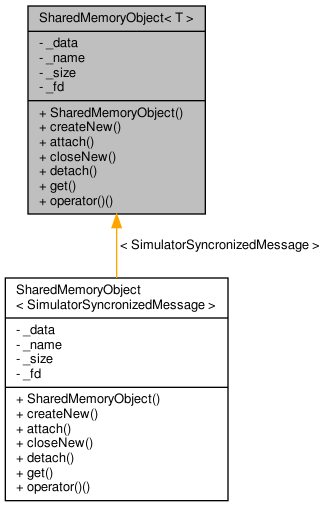 SharedMemoryObject< T >
- _data
- _name
- _size
- _fd
+ SharedMemoryObject()
+ createNew()
+ attach()
+ closeNew()
+ detach()
+ get()
+ operator()()
< SimulatorSyncronizedMessage >
SharedMemoryObject
< SimulatorSyncronizedMessage >
- _data
- _name
- _size
- _fd
+ SharedMemoryObject()
+ createNew()
+ attach()
+ closeNew()
+ detach()
+ get()
+ operator()()